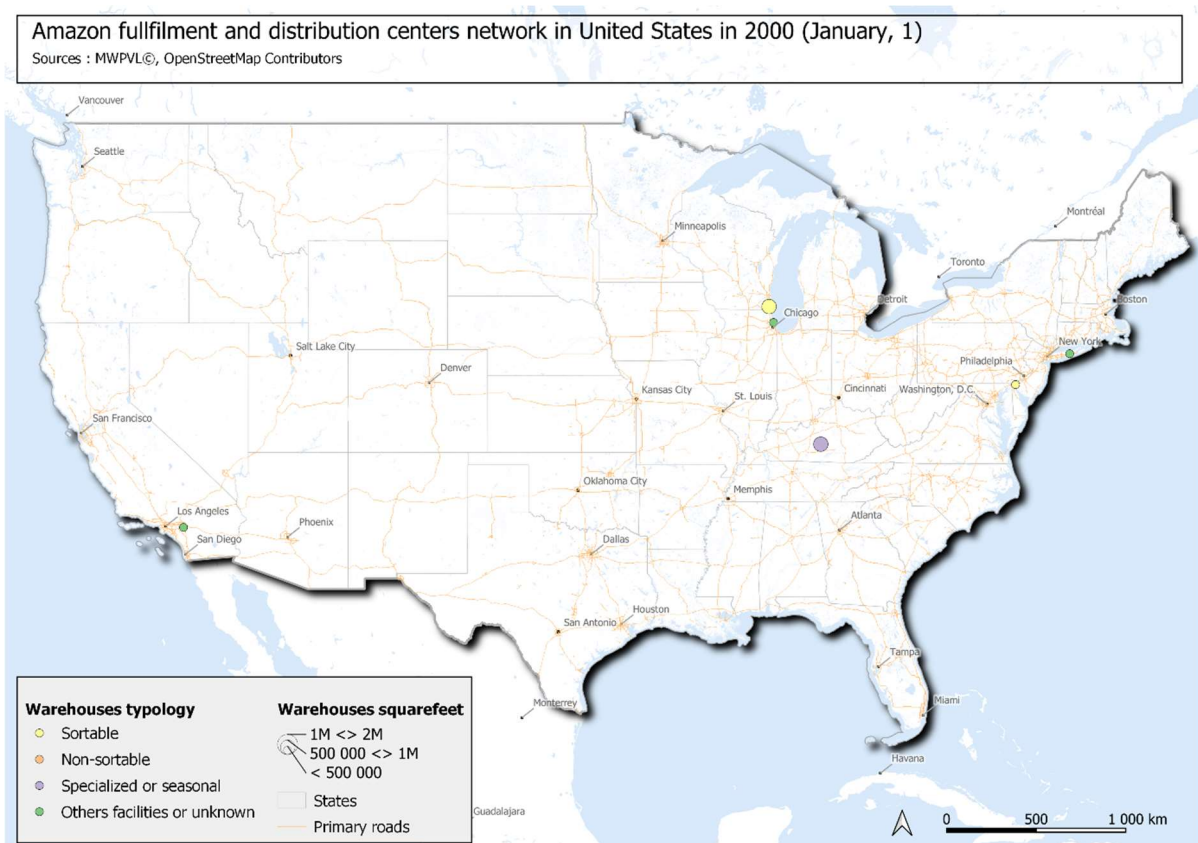 Amazon fullfilment and distribution centers network in United States in 2000 (January, 1)
Sources : MWPVL©, OpenStreetMap Contributors
Vancouver
Seattle
Montréal
Minneapolis
Toronto
Boston
Detroit
Chicago
New York
Salt Lake City
Philadelphia
Denver
Kansas City
Cincinnati
Washington, D.C.
St. Louis
San Francisco
Oklahoma City
Memphis
Los Angeles
Atlanta
Phoenix
San Diego
Dallas
Houston
San Antonio
Tampa
Monterrey
Miami
Havana
Guadalajara
Warehouses typology
Sortable
Non-sortable
Specialized or seasonal
Others facilities or unknown
Warehouses squarefeet
1M <> 2M
500 000 <> 1M
< 500 000
States
Primary roads
0 500 1 000 km